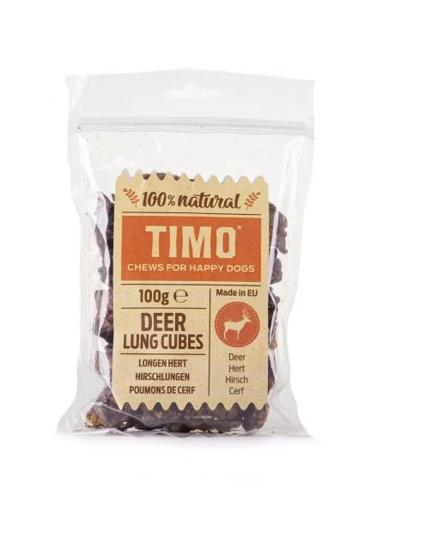 100% natural
TIMO®
CHEWS FOR HAPPY DOGS
100g ℮
DEER
LUNG CUBES
LONGEN HERT
HIRSCHLUNGEN
POUMONS DE CERF
Made in EU
Deer
Hert
Hirsch
Cerf